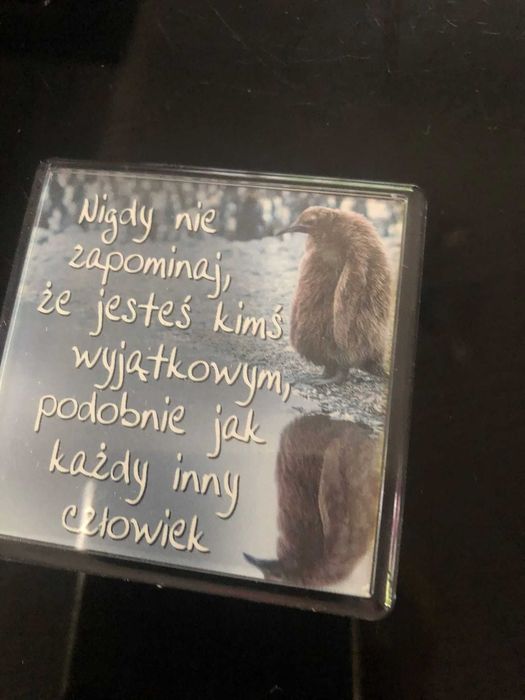 Nigdy nie
zapominaj,
że jesteś kimś
wyjątkowym,
podobnie jak
każdy inny
człowiek